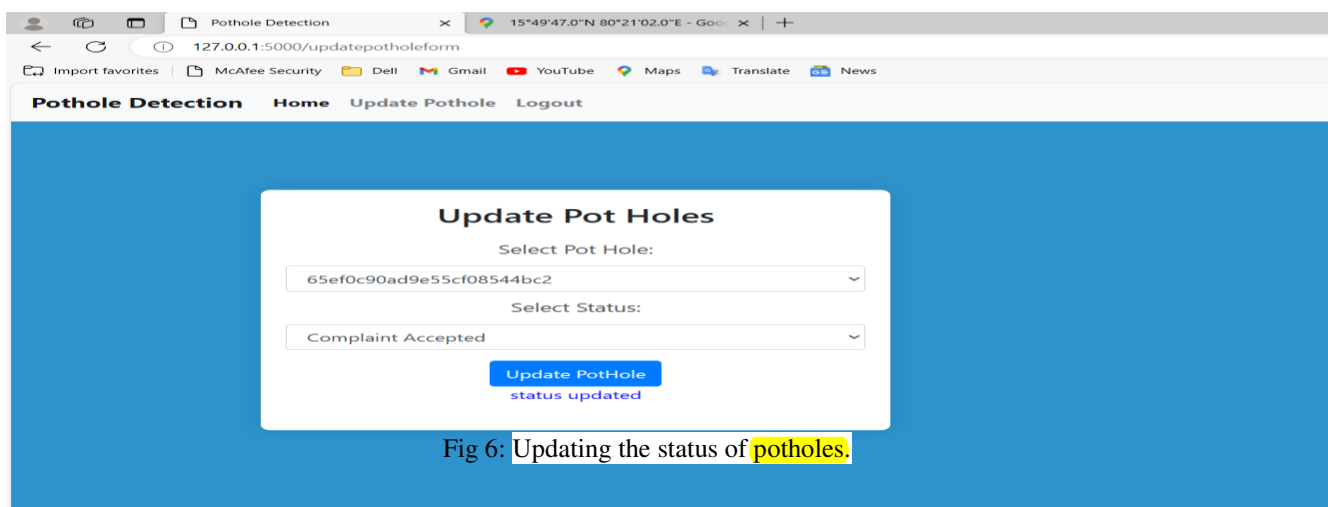 Pothole Detection 15°49'47.0"N 80°21'02.0"E - Goo
127.0.0.1:5000/updatepotholeform
Import favorites McAfee Security Dell Gmail YouTube Maps Translate News
Pothole Detection Home Update Pothole Logout
Update Pot Holes
Select Pot Hole:
65ef0c90ad9e55cf08544bc2
Select Status:
Complaint Accepted
Update PotHole
status updated
Fig 6: Updating the status of potholes.